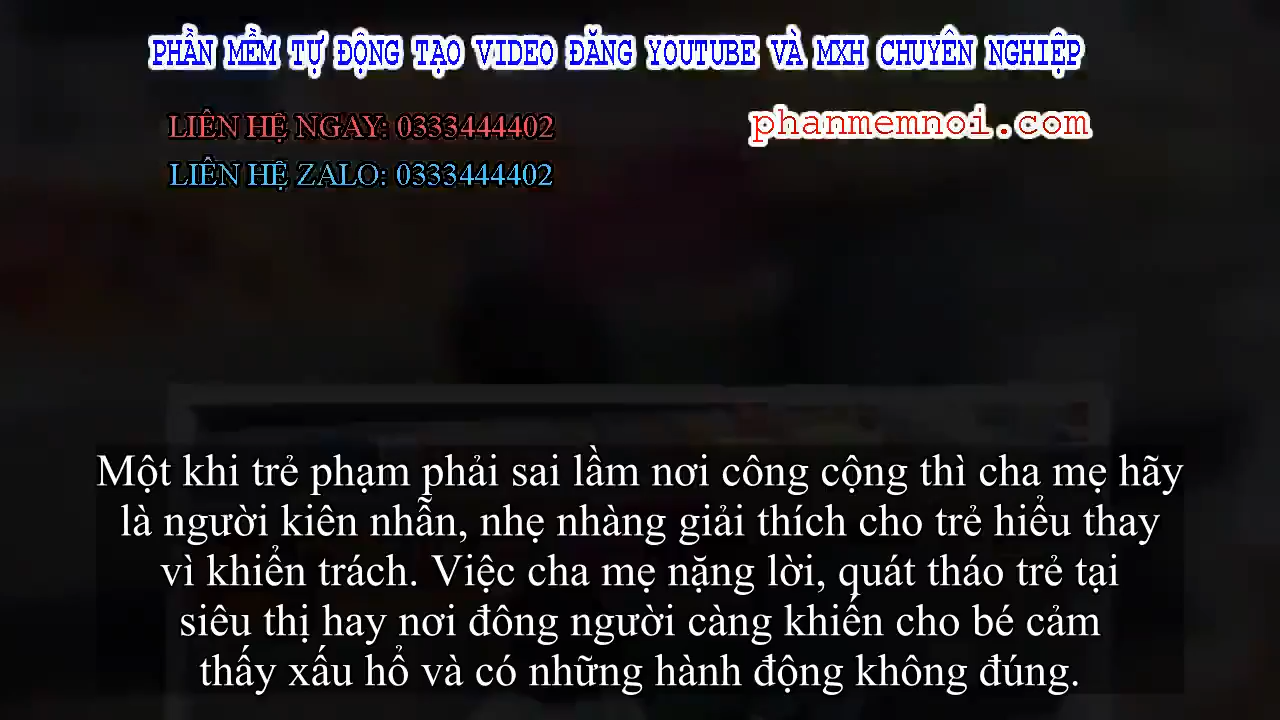 PHẦN MỀM TỰ ĐỘNG TẠO VIDEO ĐĂNG YOUTUBE VÀ MXH CHUYÊN NGHIỆP
LIÊN HỆ NGAY: 0333444402
phanmemnoi.com
LIÊN HỆ ZALO: 0333444402
Một khi trẻ phạm phải sai lầm nơi công cộng thì cha mẹ hãy
là người kiên nhẫn, nhẹ nhàng giải thích cho trẻ hiểu thay
vì khiển trách. Việc cha mẹ nặng lời, quát tháo trẻ tại
siêu thị hay nơi đông người càng khiến cho bé cảm
thấy xấu hổ và có những hành động không đúng.